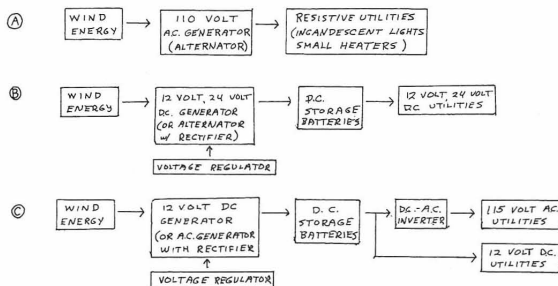 A
WIND
ENERGY
110 VOLT
A.C. GENERATOR
(ALTERNATOR)
RESISTIVE UTILITIES
(INCANDESCENT LIGHTS
SMALL HEATERS)
B
WIND
ENERGY
12 VOLT, 24 VOLT
D.C. GENERATOR
(OR ALTERNATOR
W/ RECTIFIER)
D.C.
STORAGE
BATTERIES
12 VOLT, 24 VOLT
DC UTILITIES
VOLTAGE REGULATOR
C
WIND
ENERGY
12 VOLT DC
GENERATOR
(OR A.C. GENERATOR
WITH RECTIFIER
D.C.
STORAGE
BATTERIES
DC.-A.C.
INVERTER
115 VOLT A.C.
UTILITIES
12 VOLT D.C.
UTILITIES
VOLTAGE REGULATOR